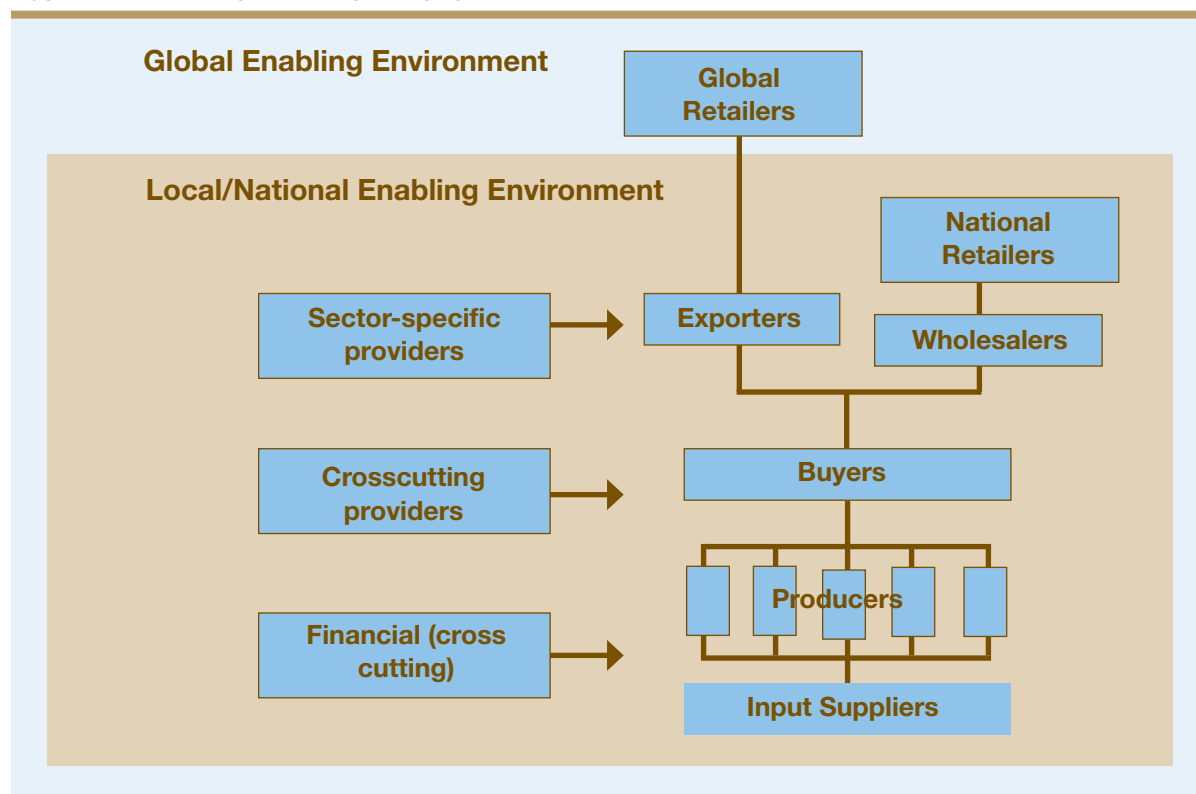 Global Enabling Environment
Global
Retailers
Local/National Enabling Environment
National
Retailers
Sector-specific
providers
Exporters
Wholesalers
Crosscutting
providers
Buyers
Producers
Financial (cross
cutting)
Input Suppliers